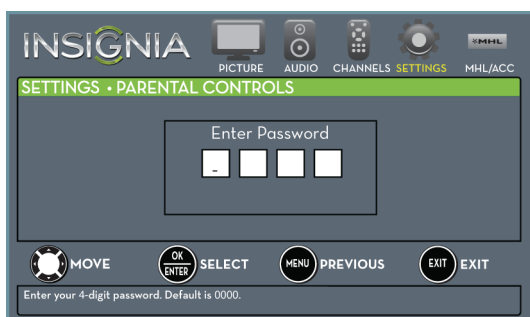 INSIGNIA
PICTURE AUDIO CHANNELS SETTINGS MHL/ACC
MHL
SETTINGS • PARENTAL CONTROLS
Enter Password
_
MOVE OK ENTER SELECT MENU PREVIOUS EXIT EXIT
Enter your 4-digit password. Default is 0000.